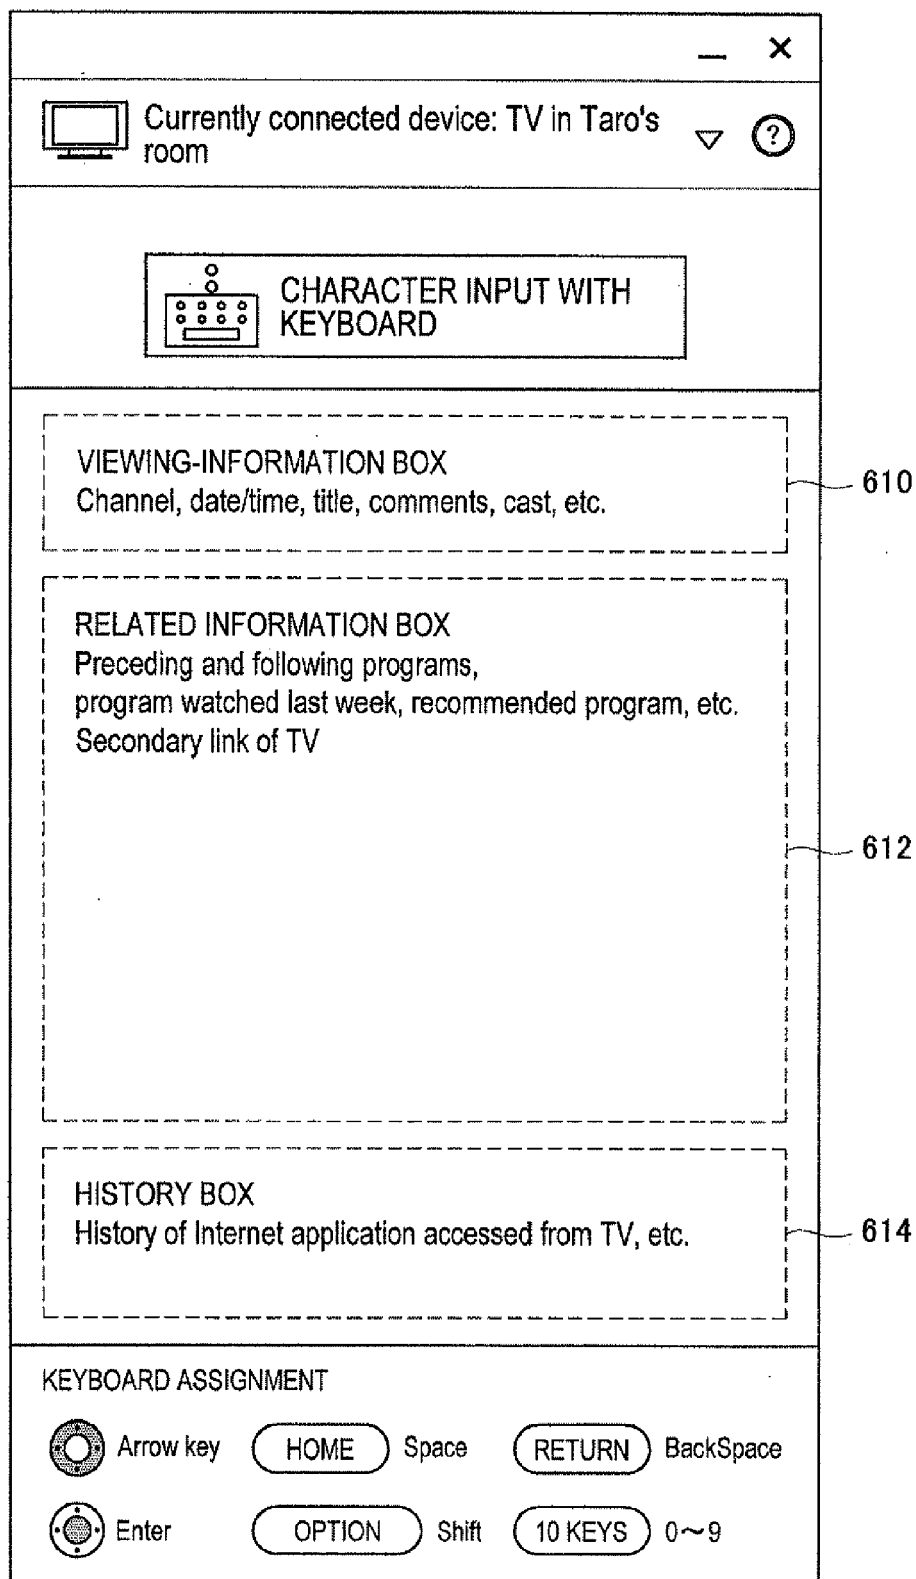 Currently connected device: TV in Taro's
room
?
CHARACTER INPUT WITH
KEYBOARD
VIEWING-INFORMATION BOX
Channel, date/time, title, comments, cast, etc.
610
RELATED INFORMATION BOX
Preceding and following programs,
program watched last week, recommended program, etc.
Secondary link of TV
612
HISTORY BOX
History of Internet application accessed from TV, etc.
614
KEYBOARD ASSIGNMENT
Arrow key HOME Space RETURN BackSpace
Enter OPTION Shift 10 KEYS 0～9